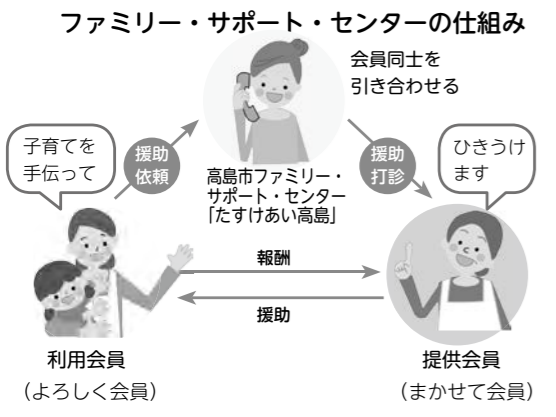 ファミリー・サポート・センターの仕組み
会員同士を
引き合わせる
子育てを
手伝って
援助
依頼
援助
打診
ひきうけ
ます
高島市ファミリー・
サポート・センター
「たすけあい高島」
報酬
援助
利用会員
（よろしく会員）
提供会員
（まかせて会員）